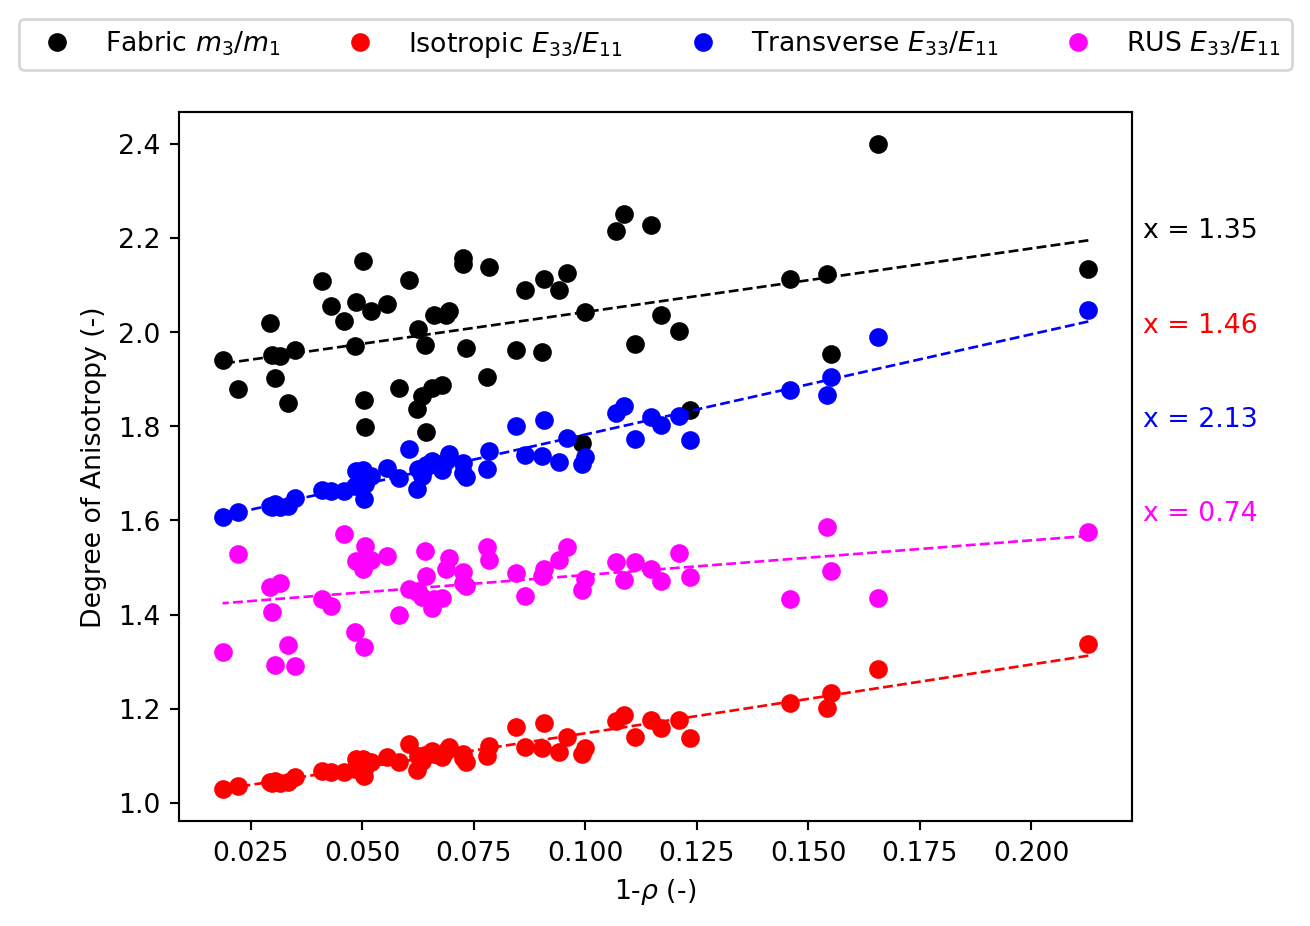 Fabric m₃/m₁ Isotropic E₃₃/E₁₁ Transverse E₃₃/E₁₁ RUS E₃₃/E₁₁
Degree of Anisotropy (-)
2.4
2.2
2.0
1.8
1.6
1.4
1.2
1.0
x = 1.35
x = 1.46
x = 2.13
x = 0.74
0.025 0.050 0.075 0.100 0.125 0.150 0.175 0.200
1-ρ (-)